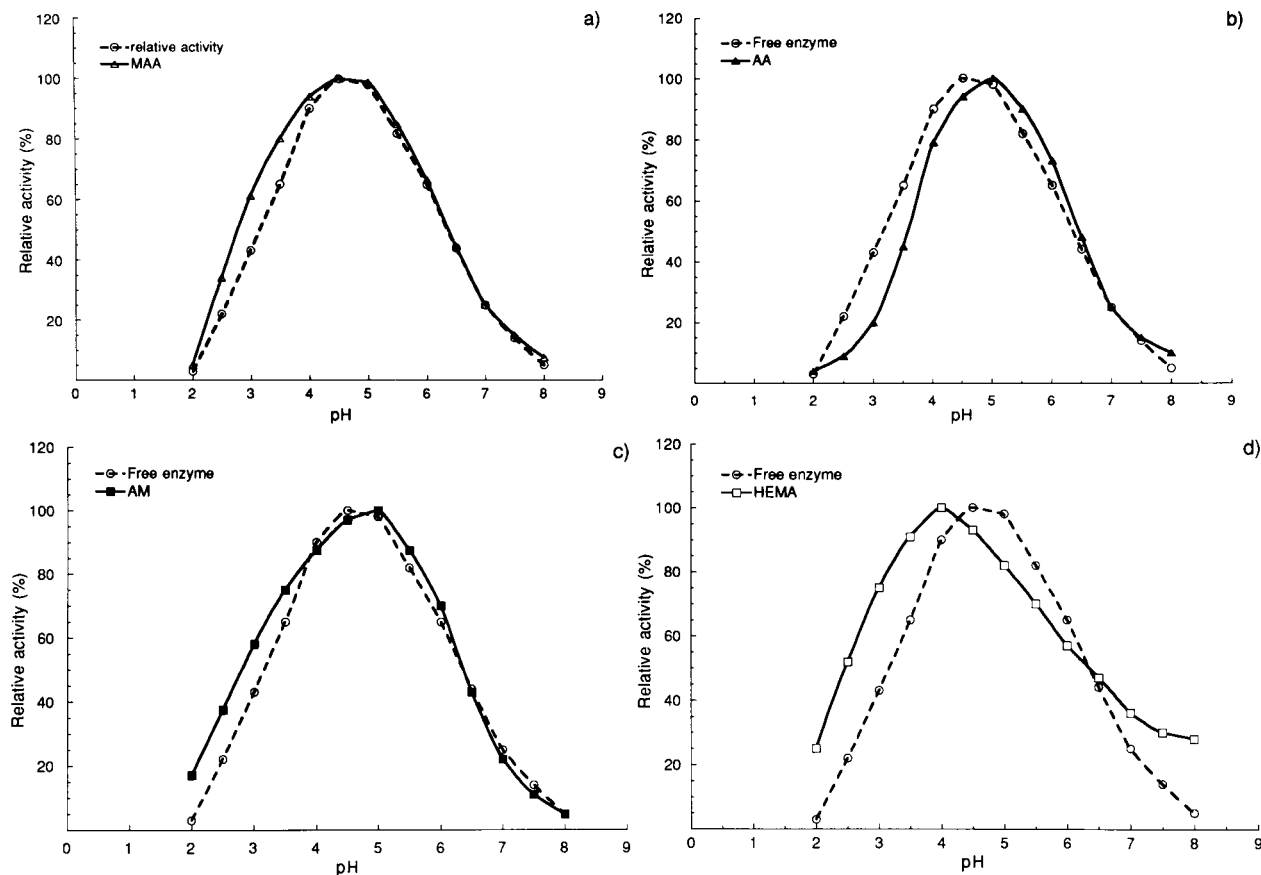 a)
120
relative activity
MAA
100
80
60
40
20
Relative activity (%)
0 1 2 3 4 5 6 7 8 9
pH
b)
120
Free enzyme
AA
100
80
60
40
20
Relative activity (%)
0 1 2 3 4 5 6 7 8 9
pH
c)
120
Free enzyme
AM
100
80
60
40
20
Relative activity (%)
0 1 2 3 4 5 6 7 8 9
pH
d)
120
Free enzyme
HEMA
100
80
60
40
20
Relative activity (%)
0 1 2 3 4 5 6 7 8 9
pH